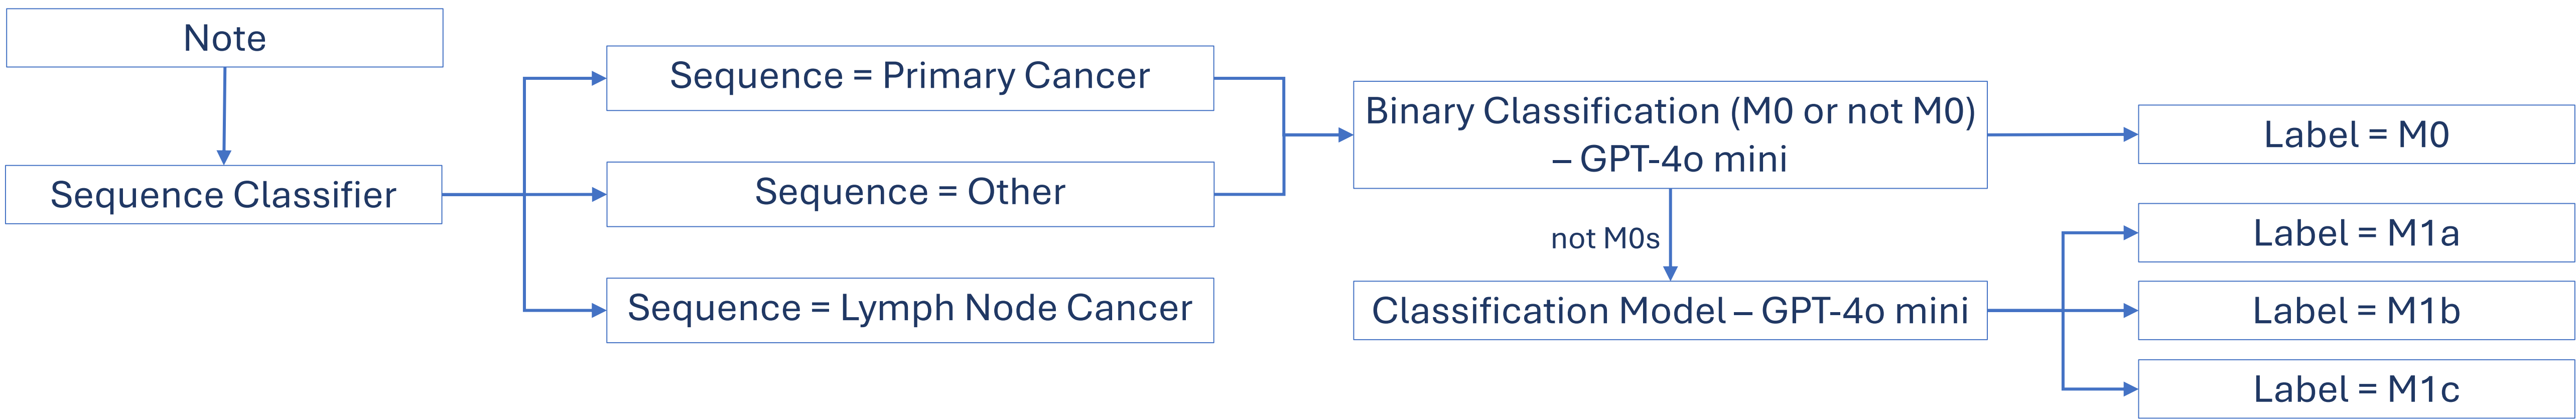 Note
Sequence Classifier
Sequence = Primary Cancer
Sequence = Other
Sequence = Lymph Node Cancer
Binary Classification (M0 or not M0)
– GPT-4o mini
not M0s
Classification Model – GPT-4o mini
Label = M0
Label = M1a
Label = M1b
Label = M1c